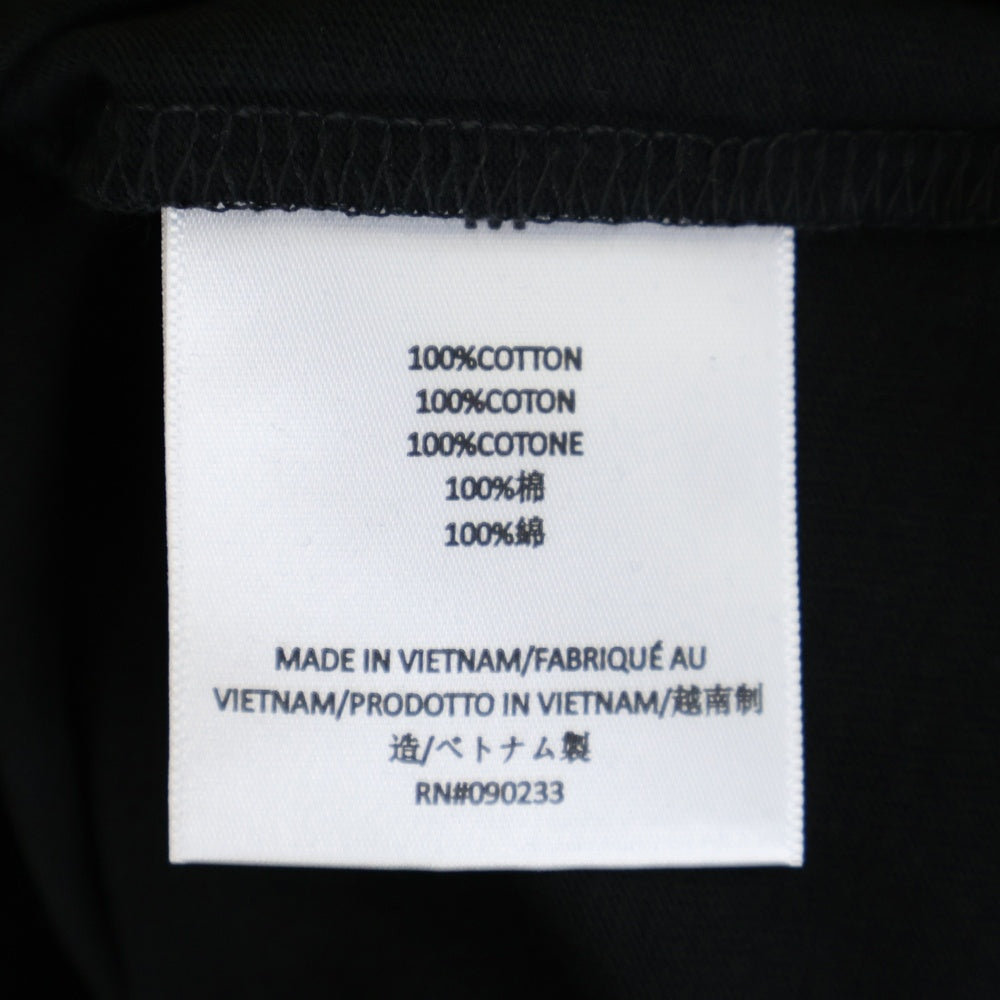 100%COTTON
100%COTON
100%COTONE
100%棉
100%綿
MADE IN VIETNAM/FABRIQUÉ AU
VIETNAM/PRODOTTO IN VIETNAM/越南制
造/ベトナム製
RN#090233